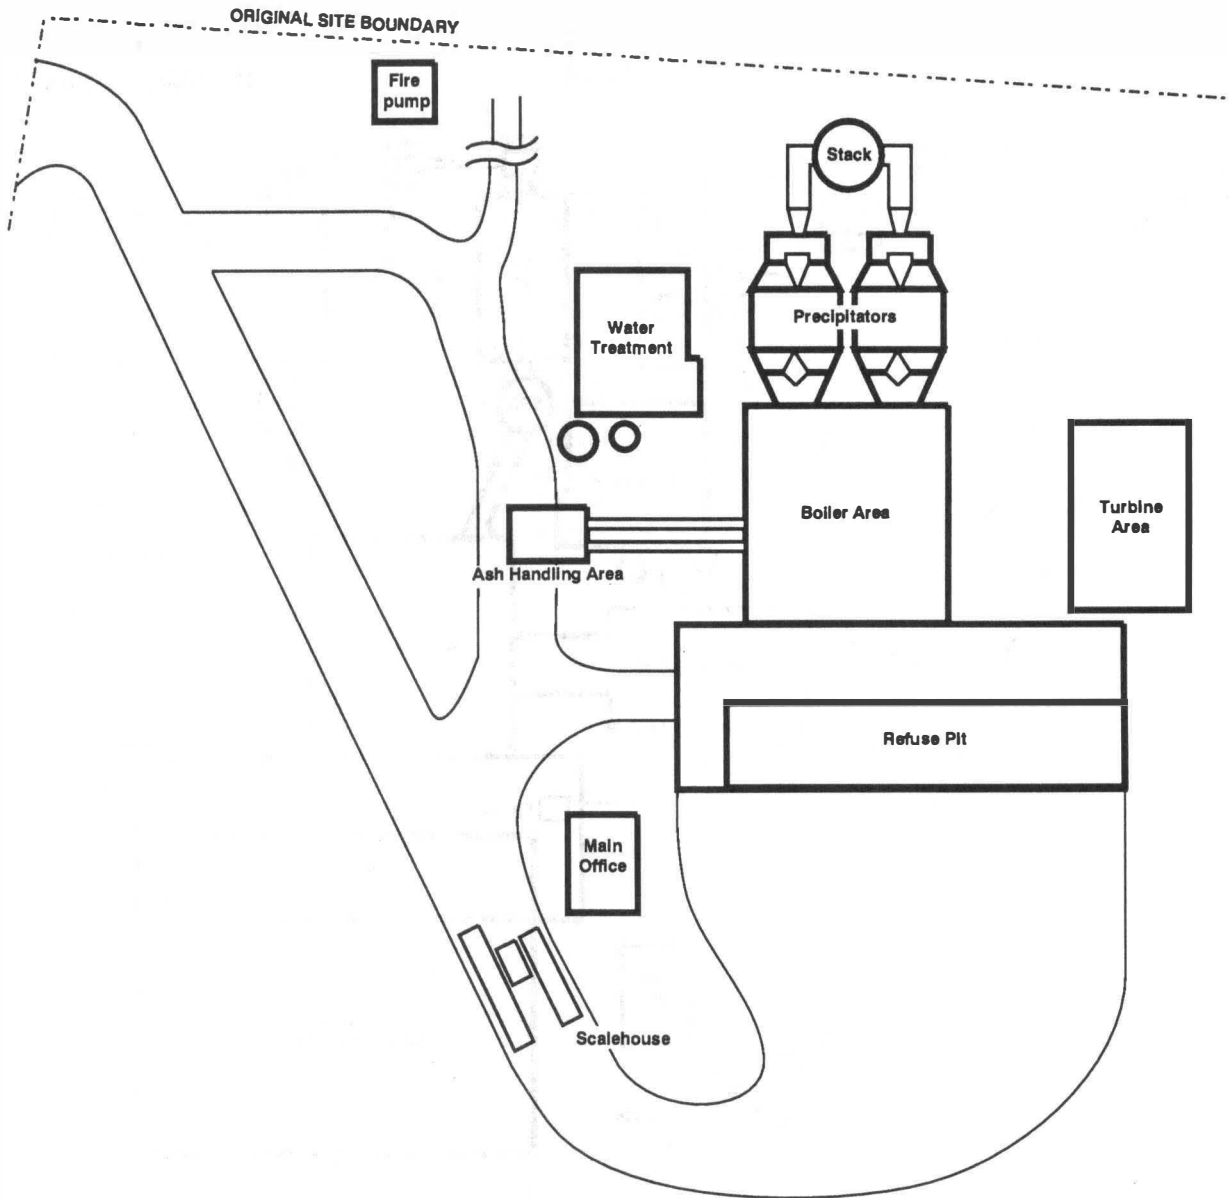 ORIGINAL SITE BOUNDARY
Fire
pump
Stack
Precipitators
Water
Treatment
Boiler Area
Turbine
Area
Ash Handling Area
Refuse Pit
Main
Office
Scalehouse